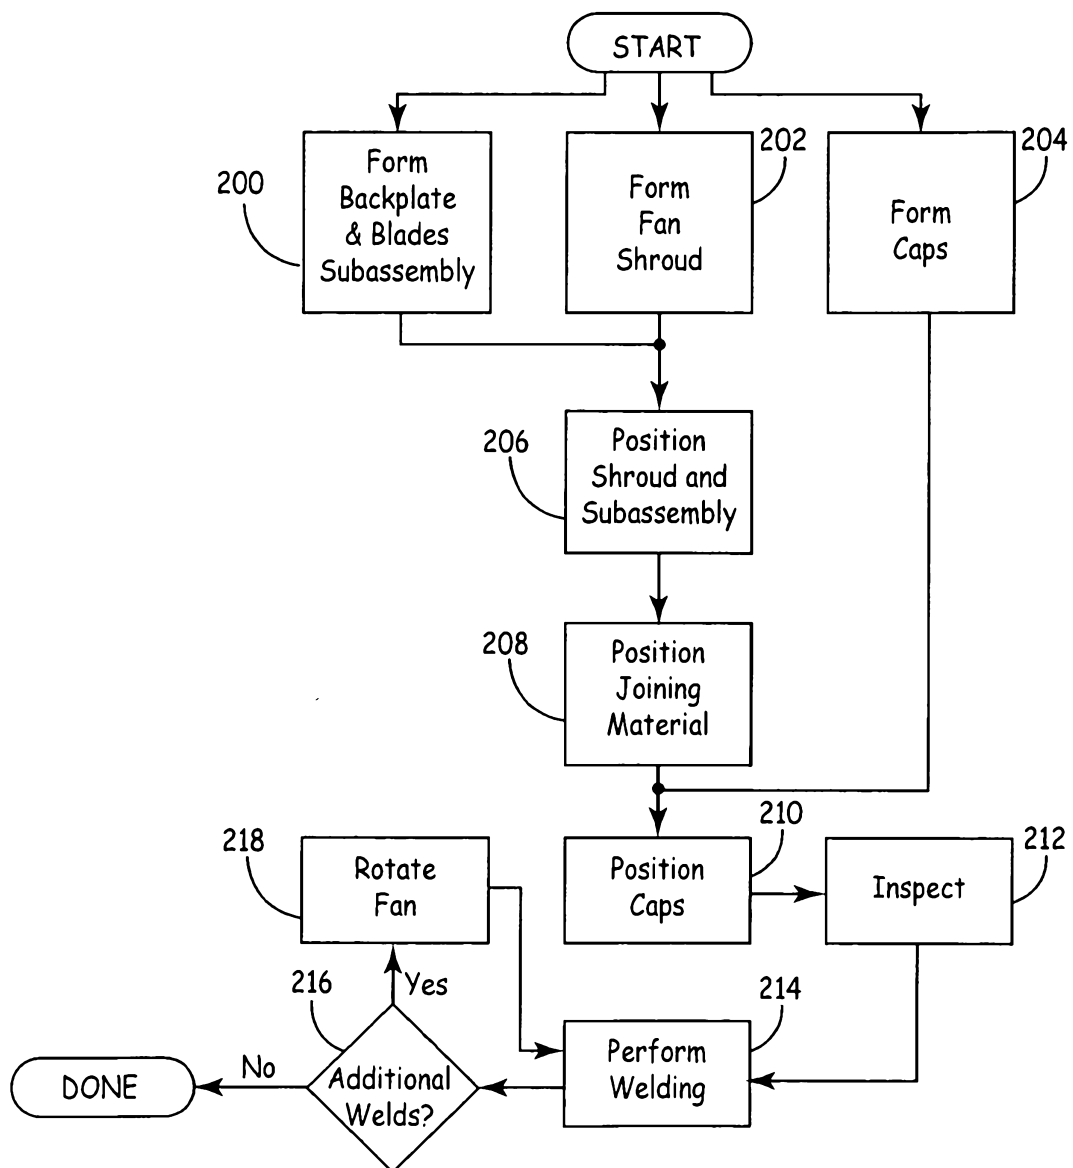 START
200
Form
Backplate
& Blades
Subassembly
202
Form
Fan
Shroud
204
Form
Caps
206
Position
Shroud and
Subassembly
208
Position
Joining
Material
210
Position
Caps
212
Inspect
218
Rotate
Fan
216
Yes
214
Perform
Welding
Additional
Welds?
No
DONE